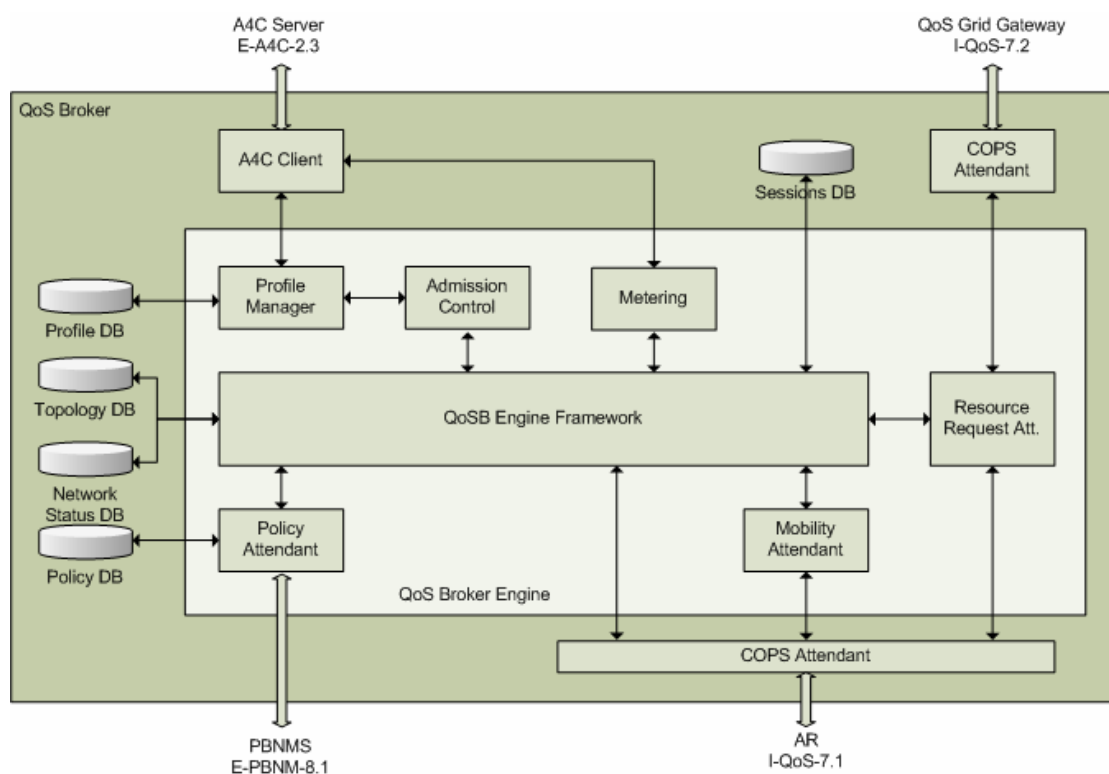 A4C Server
E-A4C-2.3
QoS Grid Gateway
I-QoS-7.2
QoS Broker
A4C Client
Sessions DB
COPS
Attendant
Profile DB
Profile
Manager
Admission
Control
Metering
Topology DB
QoSB Engine Framework
Resource
Request Att.
Network
Status DB
Policy DB
Policy
Attendant
Mobility
Attendant
QoS Broker Engine
COPS Attendant
PBNMS
E-PBNM-8.1
AR
I-QoS-7.1